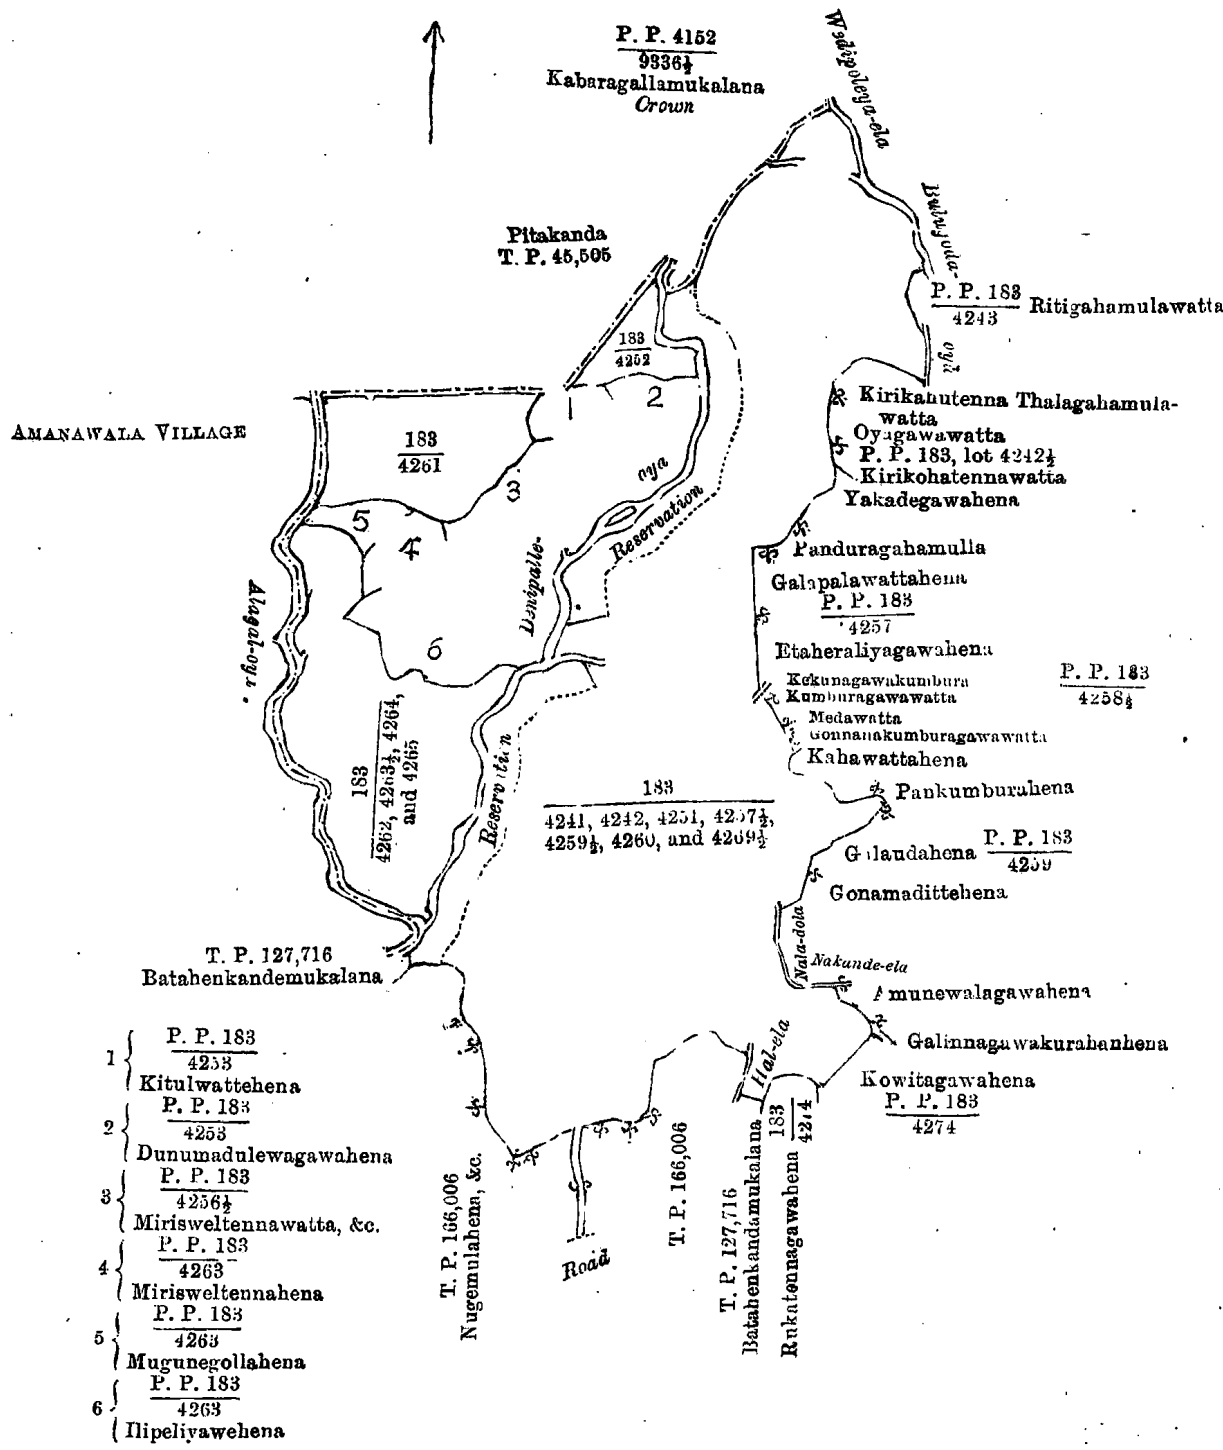 P. P. 4152
9336½
Kabaragallamukalana
Crown
Wadipoleya-ela
Pitakanda
T. P. 45,505
P. P. 183
4243
Ritigahamulawatta
oya
183
4252
2
1
AMANAWALA VILLAGE
183
4261
3
5
4
6
Kirikahutenna Thalagahamula-
watta
Oyagawawatta
P. P. 183, lot 4242½
Kirikohatennawatta
Yakadegawahena
Panduragahamulla
Galapalawattahena
P. P. 183
4257
Etaheraliyagawahena
Kekunagawakumbura
Kumburagawawatta
P. P. 183
4258½
Medawatta
Gonnanakumburagawawatta
Kahawattahena
Pankumburahena
Alagal-oya
Denipalle-
oya
Reservation
Reservation
183
4262, 4263½, 4264,
and 4265
183
4241, 4242, 4251, 4257½,
4259½, 4260, and 4269½
Galaudahena P. P. 183
4259
Gonamadittehena
Nala-dola
Nakunde-ela
Amunewalagawahena
Galinnagawakurahanhena
Kowitagawahena
P. P. 183
4274
Hal-ela
183
4274
Rukatennagawahena
T. P. 127,716
Batahenkandamukalana
T. P. 166,006
Road
T. P. 166,006
Nugemulahena, &c.
T. P. 127,716
Batahenkandemukalana
1
P. P. 183
4253
Kitulwattehena
2
P. P. 183
4253
Dunumadulewagawahena
3
P. P. 183
4256½
Mirisweltennawatta, &c.
4
P. P. 183
4263
Mirisweltennahena
5
P. P. 183
4263
Mugunegollahena
6
P. P. 183
4263
Ilipeliyawehena